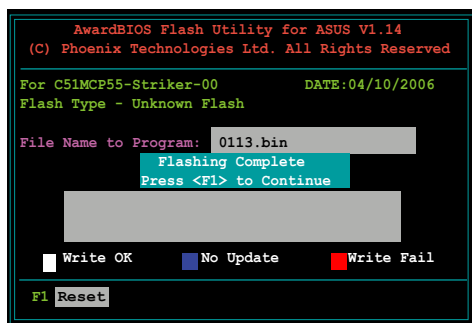 AwardBIOS Flash Utility for ASUS V1.14
(C) Phoenix Technologies Ltd. All Rights Reserved
For C51MCP55-Striker-00 DATE:04/10/2006
Flash Type - Unknown Flash
File Name to Program: 0113.bin
Flashing Complete
Press <F1> to Continue
Write OK No Update Write Fail
F1 Reset